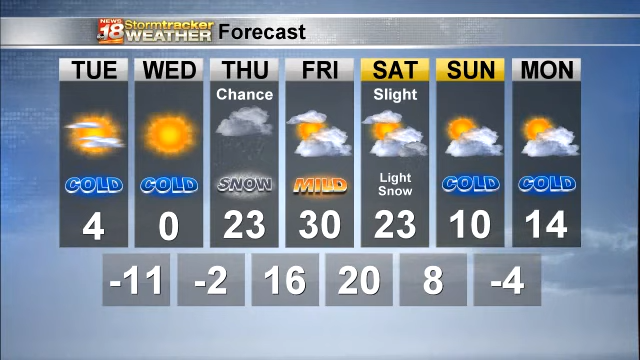 NEWS
18
Stormtracker
WEATHER
Forecast
TUE WED THU FRI SAT SUN MON
Chance Slight
COLD COLD SNOW MILD Light Snow COLD COLD
4 0 23 30 23 10 14
-11 -2 16 20 8 -4